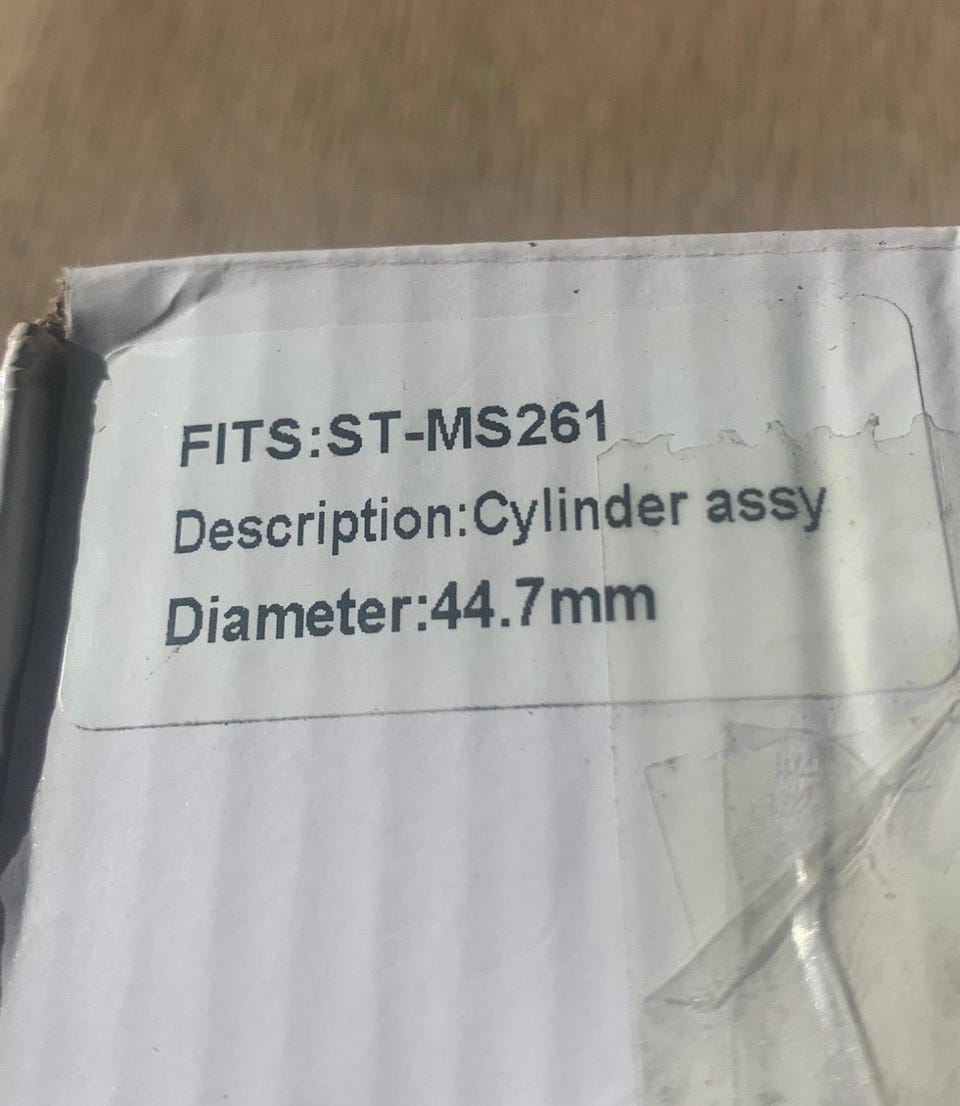 FITS:ST-MS261
Description:Cylinder assy
Diameter:44.7mm